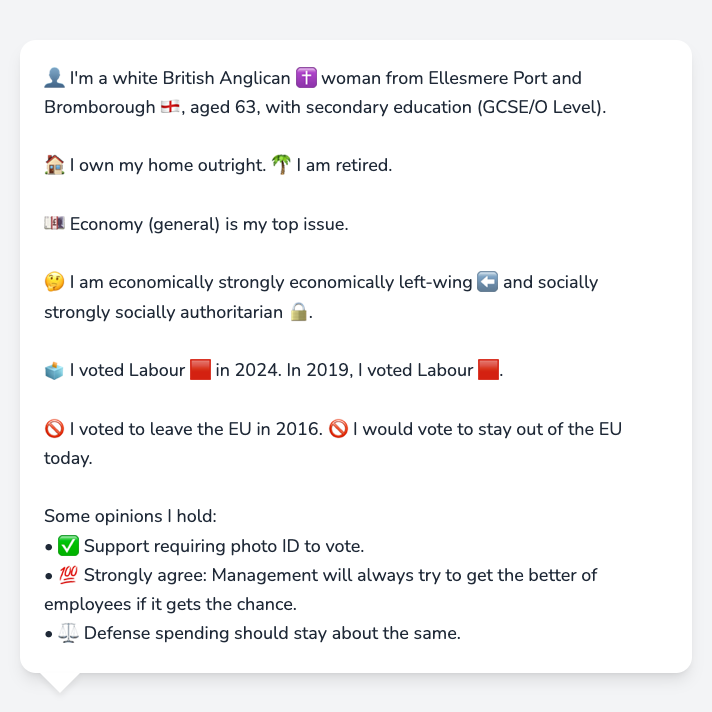 👤 I'm a white British Anglican ✝️ woman from Ellesmere Port and
Bromborough 🏴󠁧󠁢󠁥󠁮󠁧󠁿, aged 63, with secondary education (GCSE/O Level).
🏠 I own my home outright. 🌴 I am retired.
💷 Economy (general) is my top issue.
🤔 I am economically strongly economically left-wing ⬅️ and socially
strongly socially authoritarian 🔒.
🗳️ I voted Labour 🟥 in 2024. In 2019, I voted Labour 🟥.
🚫 I voted to leave the EU in 2016. 🚫 I would vote to stay out of the EU
today.
Some opinions I hold:
• ✅ Support requiring photo ID to vote.
• 💯 Strongly agree: Management will always try to get the better of
employees if it gets the chance.
• ⚖️ Defense spending should stay about the same.